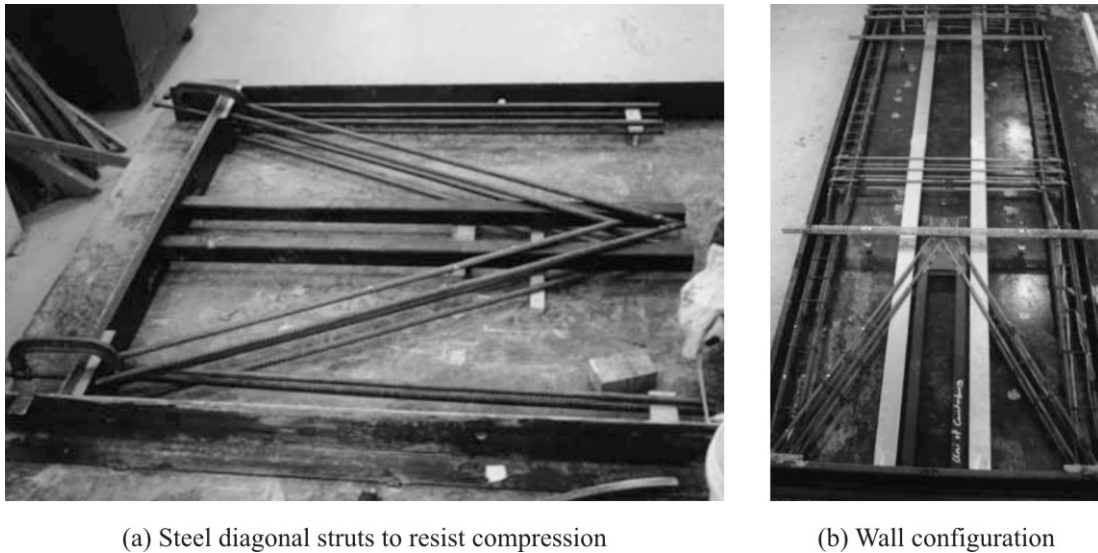 (a) Steel diagonal struts to resist compression
(b) Wall configuration